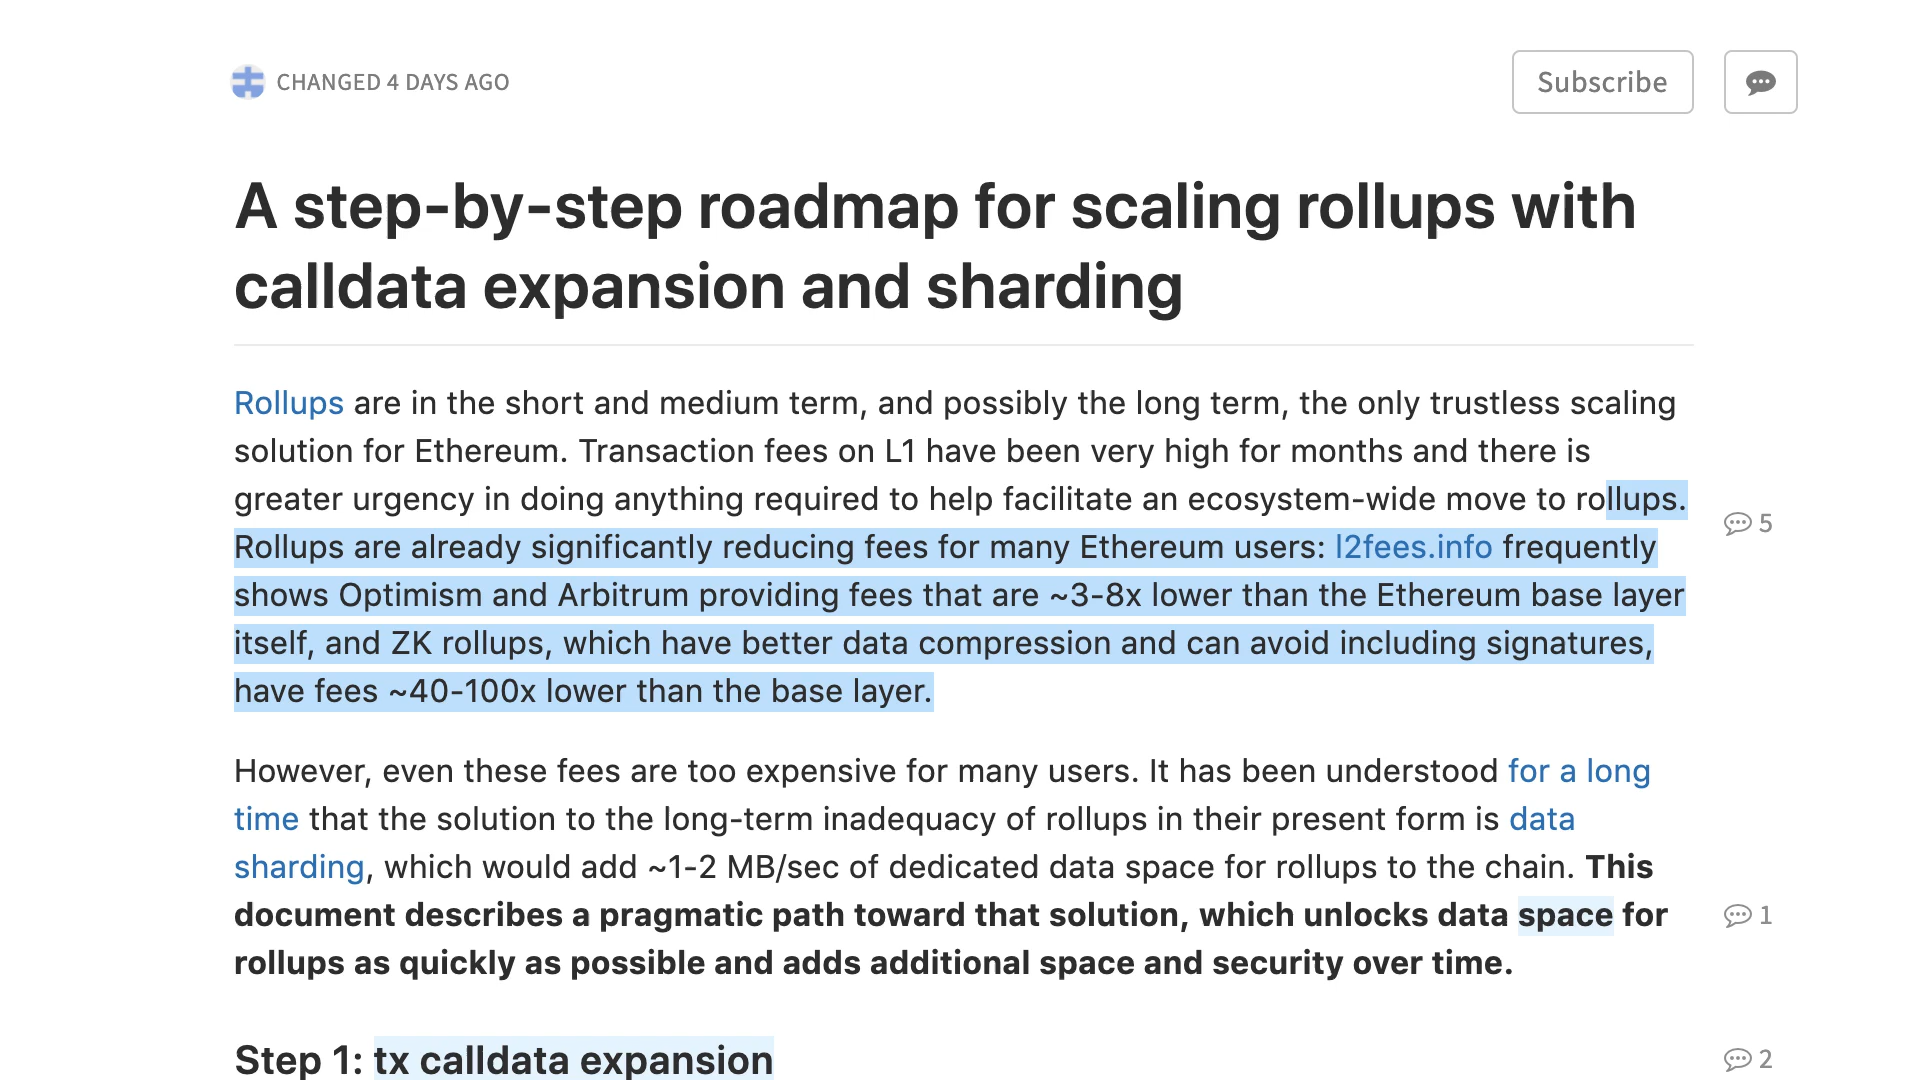 CHANGED 4 DAYS AGO
Subscribe
A step-by-step roadmap for scaling rollups with
calldata expansion and sharding
Rollups are in the short and medium term, and possibly the long term, the only trustless scaling
solution for Ethereum. Transaction fees on L1 have been very high for months and there is
greater urgency in doing anything required to help facilitate an ecosystem-wide move to rollups.
5
Rollups are already significantly reducing fees for many Ethereum users: l2fees.info frequently
shows Optimism and Arbitrum providing fees that are ~3-8x lower than the Ethereum base layer
itself, and ZK rollups, which have better data compression and can avoid including signatures,
have fees ~40-100x lower than the base layer.
However, even these fees are too expensive for many users. It has been understood for a long
time that the solution to the long-term inadequacy of rollups in their present form is data
sharding, which would add ~1-2 MB/sec of dedicated data space for rollups to the chain. This
document describes a pragmatic path toward that solution, which unlocks data space for
1
rollups as quickly as possible and adds additional space and security over time.
Step 1: tx calldata expansion
2